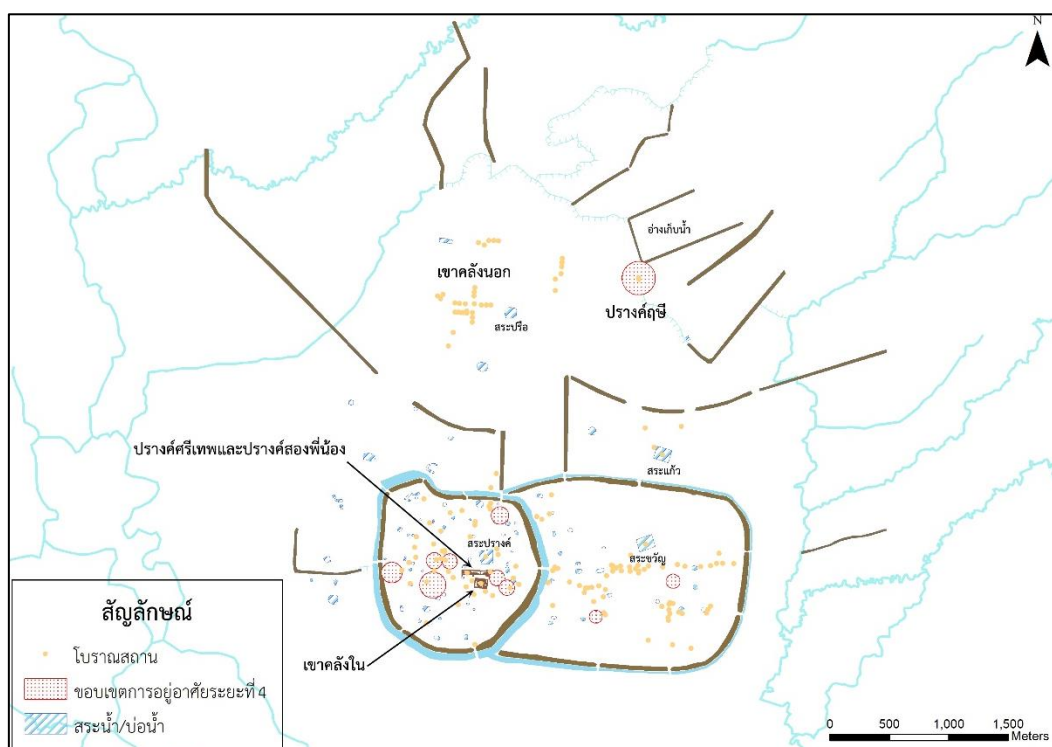 N
อ่างเก็บน้ำ
เขาคลังนอก
ปรางค์ฤษี
สระปรือ
ปรางค์ศรีเทพและปรางค์สองพี่น้อง
สระแก้ว
สระปรางค์
สระขวัญ
เขาคลังใน
สัญลักษณ์
โบราณสถาน
ขอบเขตการอยู่อาศัยระยะที่ 4
สระน้ำ/บ่อน้ำ
0 500 1,000 1,500
Meters